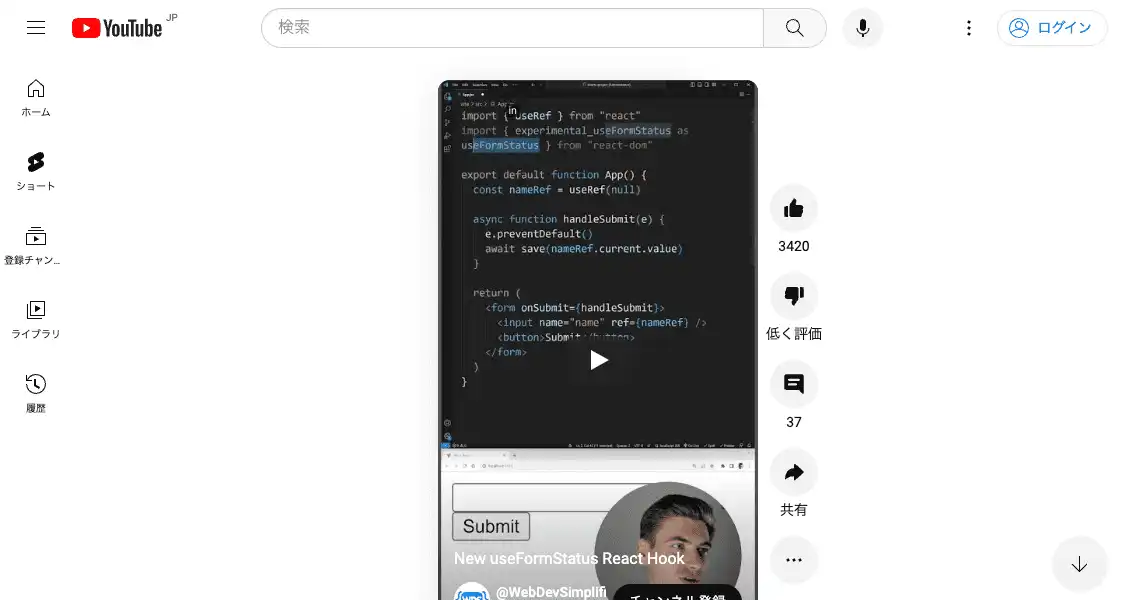 YouTube JP
検索
ログイン
ホーム
ショート
登録チャン...
ライブラリ
履歴
in
import { useRef } from "react"
import { experimental_useFormStatus as
useFormStatus } from "react-dom"
export default function App() {
const nameRef = useRef(null)
async function handleSubmit(e) {
e.preventDefault()
await save(nameRef.current.value)
}
return (
<form onSubmit={handleSubmit}>
<input name="name" ref={nameRef} />
<button>Submit</button>
</form>
)
}
Submit
New useFormStatus React Hook
WDS
@WebDevSimplifi
チャンネル登録
3420
低く評価
37
共有